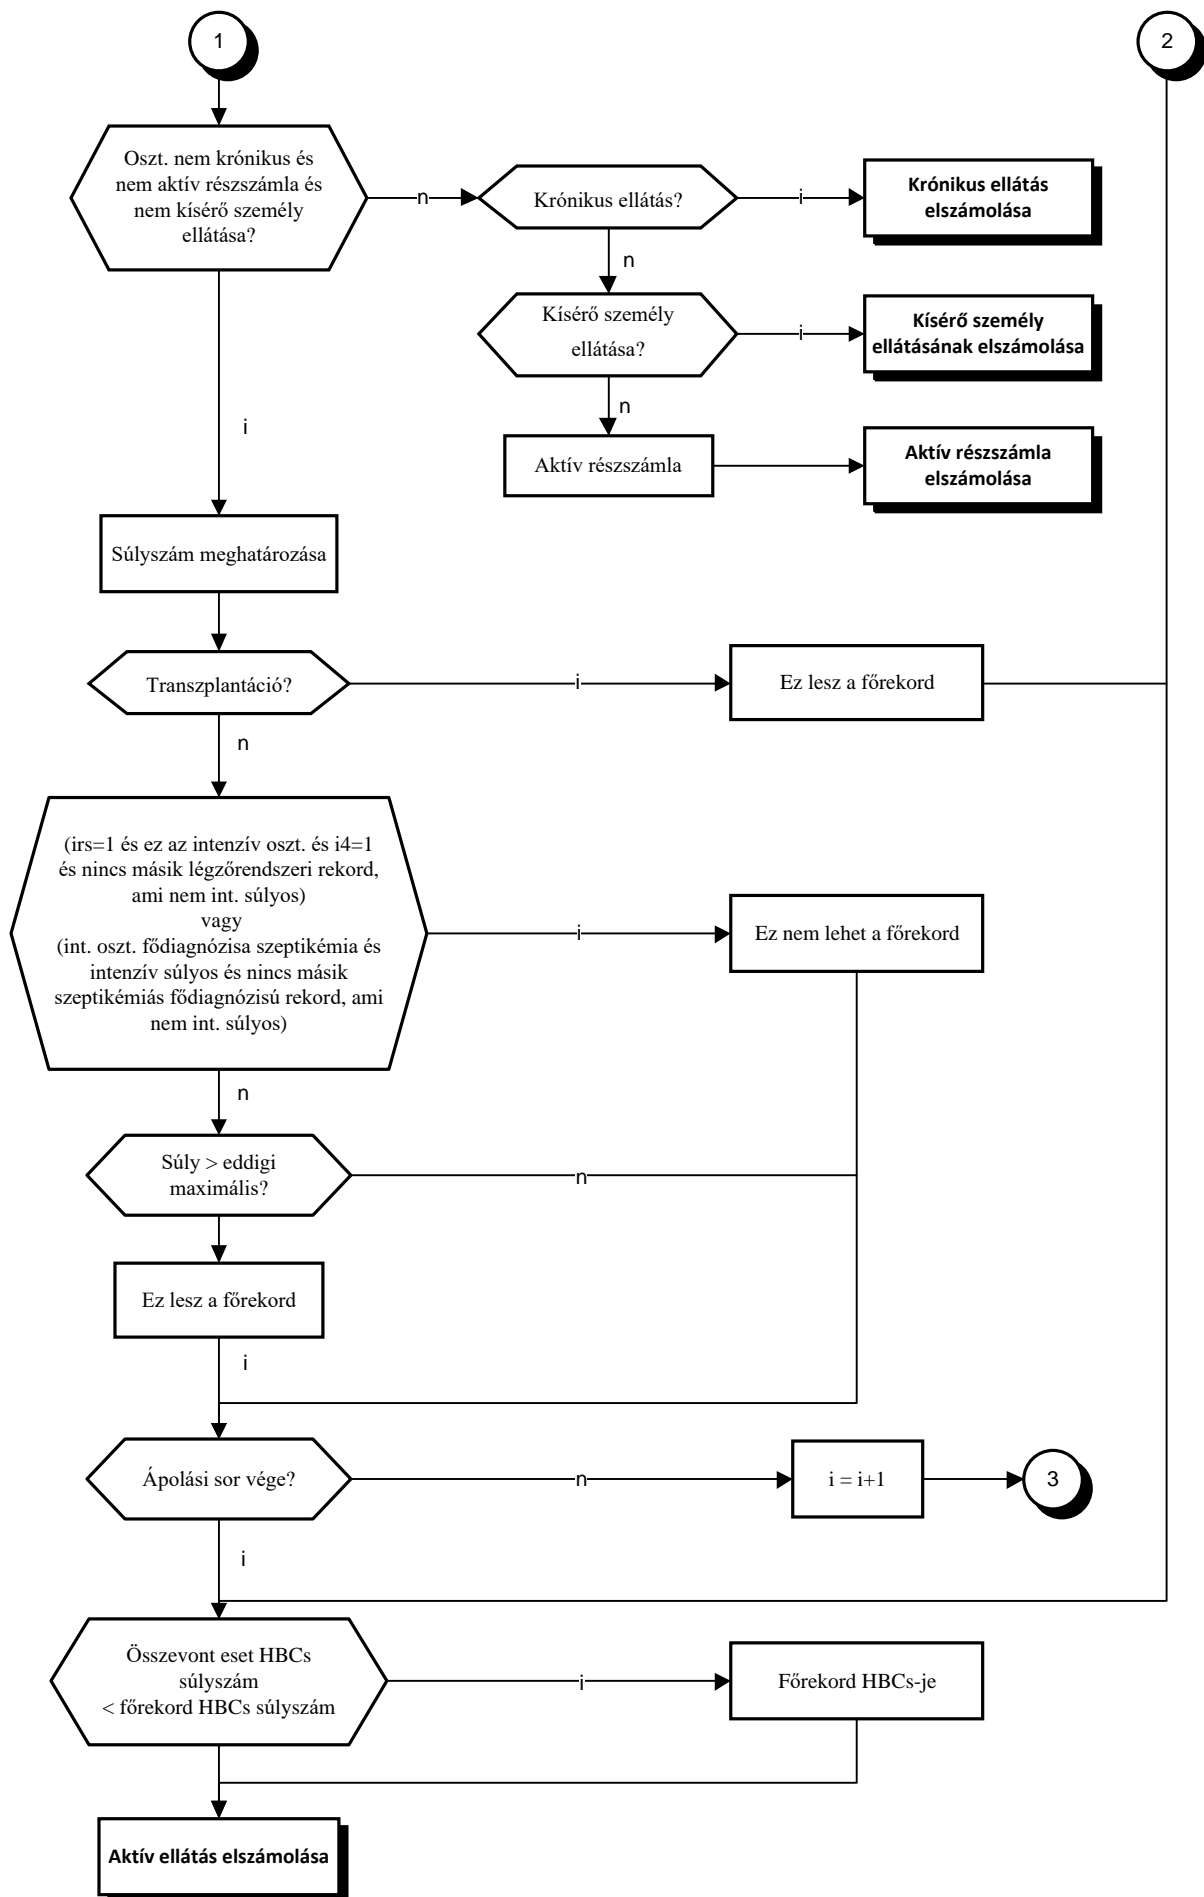 1
2
Oszt. nem krónikus és
nem aktív részszámla és
nem kísérő személy
ellátása?
n
Krónikus ellátás?
i
Krónikus ellátás
elszámolása
n
Kísérő személy
ellátása?
i
Kísérő személy
ellátásának elszámolása
n
i
Aktív részszámla
Aktív részszámla
elszámolása
Súlyszám meghatározása
Transzplantáció?
i
Ez lesz a főrekord
n
(irs=1 és ez az intenzív oszt. és i4=1
és nincs másik légzőrendszeri rekord,
ami nem int. súlyos)
vagy
(int. oszt. fődiagnózisa szeptikémia és
intenzív súlyos és nincs másik
szeptikémiás fődiagnózisú rekord, ami
nem int. súlyos)
i
Ez nem lehet a főrekord
n
Súly > eddigi
maximális?
n
Ez lesz a főrekord
i
Ápolási sor vége?
n
i = i+1
3
i
Összevont eset HBCs
súlyszám
< főrekord HBCs súlyszám
i
Főrekord HBCs-je
Aktív ellátás elszámolása